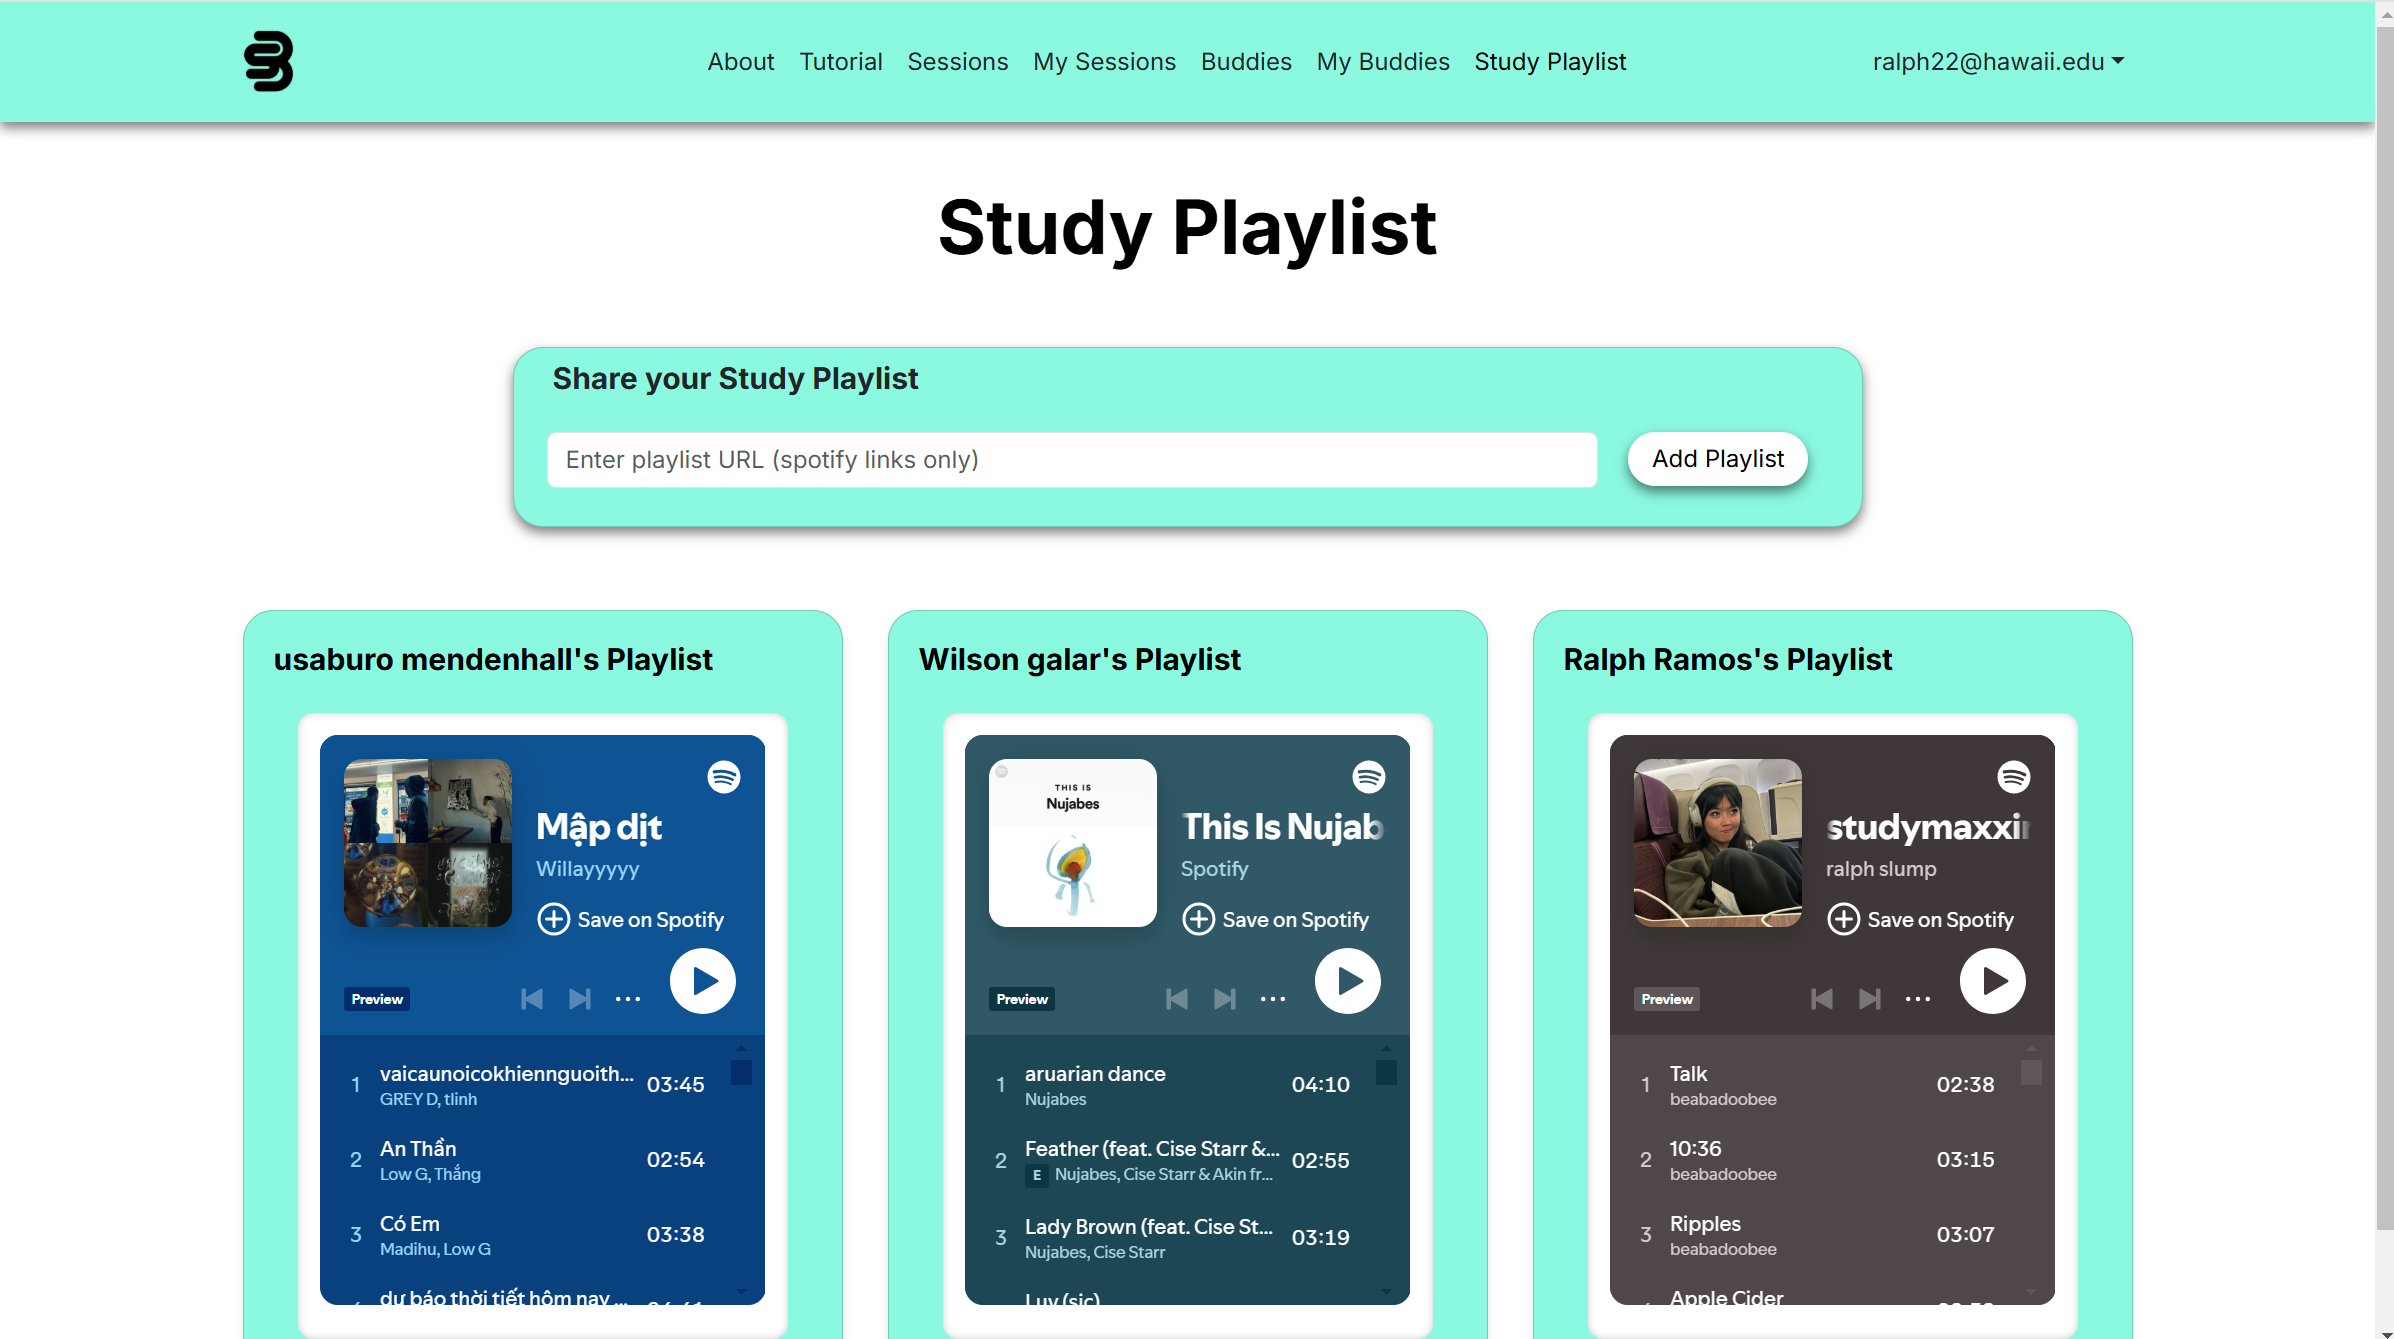 About Tutorial Sessions My Sessions Buddies My Buddies Study Playlist ralph22@hawaii.edu
Study Playlist
Share your Study Playlist
Enter playlist URL (spotify links only)
Add Playlist
usaburo mendenhall's Playlist
Mập dịt
Willayyyyy
Save on Spotify
Preview
1 vaicaunoicokhiennguoith... 03:45
GREY D, tlinh
2 An Thần 02:54
Low G, Thắng
3 Có Em 03:38
Madihu, Low G
dự báo thời tiết hôm nay ...
Wilson galar's Playlist
THIS IS
Nujabes
This Is Nujab
Spotify
Save on Spotify
Preview
1 aruarian dance 04:10
Nujabes
2 Feather (feat. Cise Starr &... 02:55
E Nujabes, Cise Starr & Akin fr...
3 Lady Brown (feat. Cise St... 03:19
Nujabes, Cise Starr
Luv (sic)
Ralph Ramos's Playlist
studymaxxin
ralph slump
Save on Spotify
Preview
1 Talk 02:38
beabadoobee
2 10:36 03:15
beabadoobee
3 Ripples 03:07
beabadoobee
Apple Cider